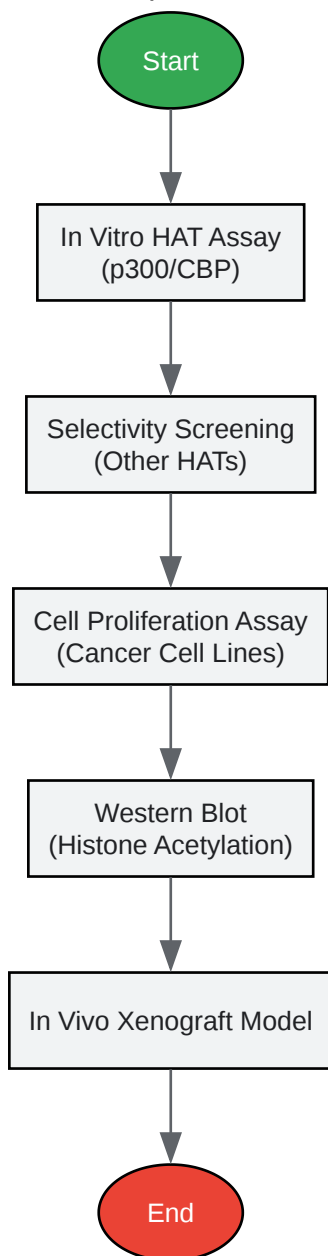 Start
In Vitro HAT Assay
(p300/CBP)
Selectivity Screening
(Other HATs)
Cell Proliferation Assay
(Cancer Cell Lines)
Western Blot
(Histone Acetylation)
In Vivo Xenograft Model
End